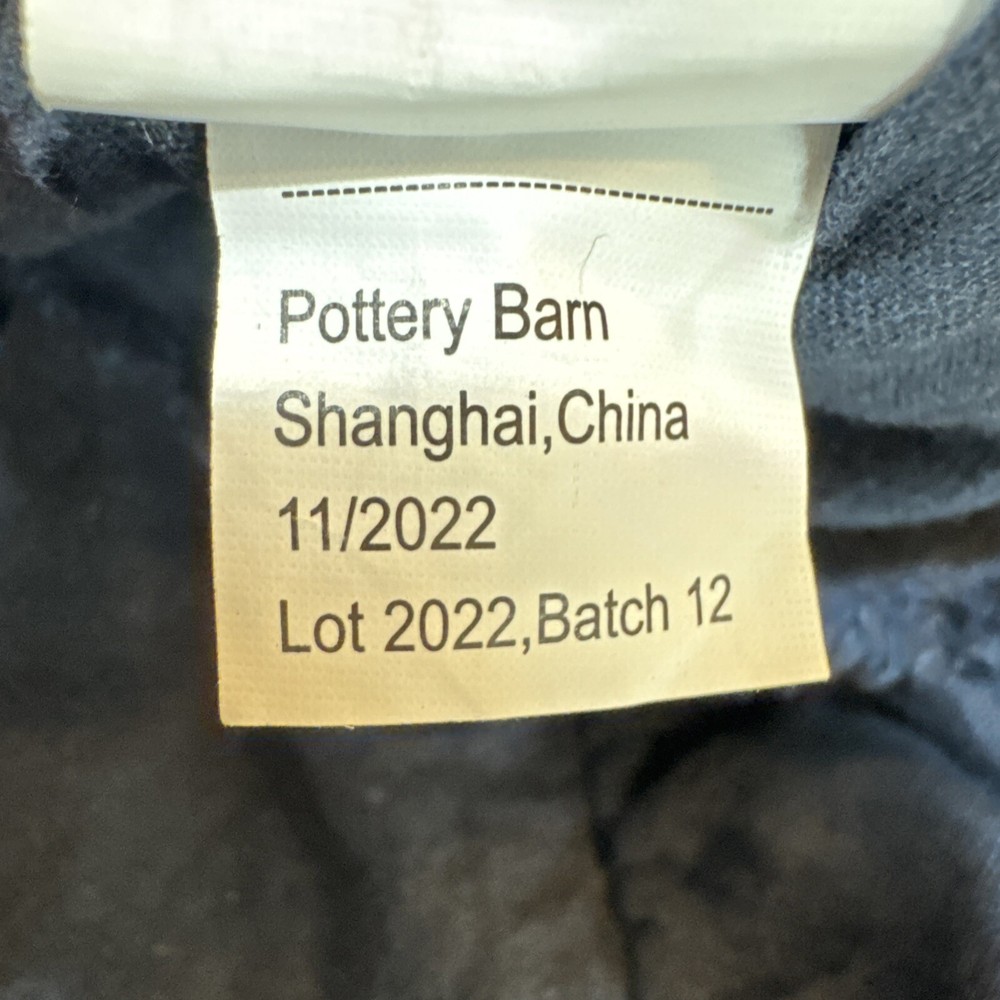 Pottery Barn
Shanghai,China
11/2022
Lot 2022,Batch 12